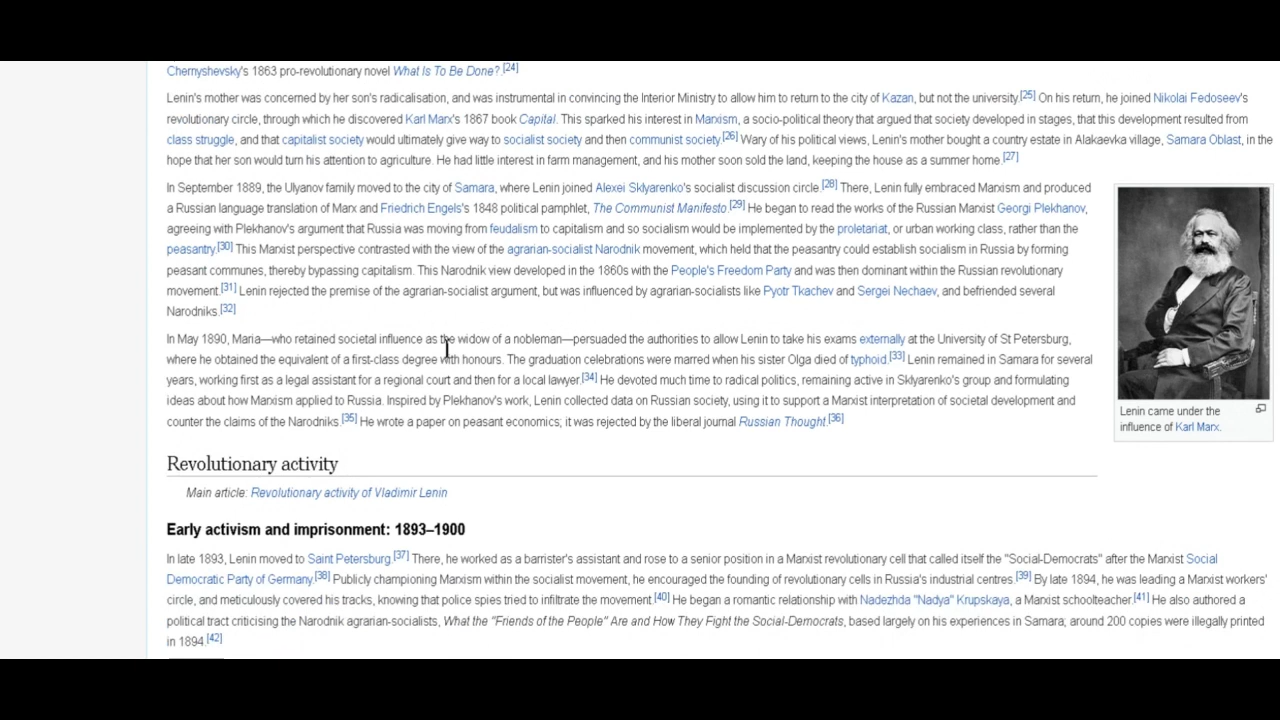 Chernyshevsky's 1863 pro-revolutionary novel What Is To Be Done?.[24]
Lenin's mother was concerned by her son's radicalisation, and was instrumental in convincing the Interior Ministry to allow him to return to the city of Kazan, but not the university.[25] On his return, he joined Nikolai Fedoseev's
revolutionary circle, through which he discovered Karl Marx's 1867 book Capital. This sparked his interest in Marxism, a socio-political theory that argued that society developed in stages, that this development resulted from
class struggle, and that capitalist society would ultimately give way to socialist society and then communist society.[26] Wary of his political views, Lenin's mother bought a country estate in Alakaevka village, Samara Oblast, in the
hope that her son would turn his attention to agriculture. He had little interest in farm management, and his mother soon sold the land, keeping the house as a summer home.[27]
In September 1889, the Ulyanov family moved to the city of Samara, where Lenin joined Alexei Sklyarenko's socialist discussion circle.[28] There, Lenin fully embraced Marxism and produced
a Russian language translation of Marx and Friedrich Engels's 1848 political pamphlet, The Communist Manifesto.[29] He began to read the works of the Russian Marxist Georgi Plekhanov,
agreeing with Plekhanov's argument that Russia was moving from feudalism to capitalism and so socialism would be implemented by the proletariat, or urban working class, rather than the
peasantry.[30] This Marxist perspective contrasted with the view of the agrarian-socialist Narodnik movement, which held that the peasantry could establish socialism in Russia by forming
peasant communes, thereby bypassing capitalism. This Narodnik view developed in the 1860s with the People's Freedom Party and was then dominant within the Russian revolutionary
movement.[31] Lenin rejected the premise of the agrarian-socialist argument, but was influenced by agrarian-socialists like Pyotr Tkachev and Sergei Nechaev, and befriended several
Narodniks.[32]
In May 1890, Maria—who retained societal influence as the widow of a nobleman—persuaded the authorities to allow Lenin to take his exams externally at the University of St Petersburg,
where he obtained the equivalent of a first-class degree with honours. The graduation celebrations were marred when his sister Olga died of typhoid.[33] Lenin remained in Samara for several
years, working first as a legal assistant for a regional court and then for a local lawyer.[34] He devoted much time to radical politics, remaining active in Sklyarenko's group and formulating
ideas about how Marxism applied to Russia. Inspired by Plekhanov's work, Lenin collected data on Russian society, using it to support a Marxist interpretation of societal development and
counter the claims of the Narodniks.[35] He wrote a paper on peasant economics; it was rejected by the liberal journal Russian Thought.[36]
Lenin came under the
influence of Karl Marx.
Revolutionary activity
Main article: Revolutionary activity of Vladimir Lenin
Early activism and imprisonment: 1893–1900
In late 1893, Lenin moved to Saint Petersburg.[37] There, he worked as a barrister's assistant and rose to a senior position in a Marxist revolutionary cell that called itself the "Social-Democrats" after the Marxist Social
Democratic Party of Germany.[38] Publicly championing Marxism within the socialist movement, he encouraged the founding of revolutionary cells in Russia's industrial centres.[39] By late 1894, he was leading a Marxist workers'
circle, and meticulously covered his tracks, knowing that police spies tried to infiltrate the movement.[40] He began a romantic relationship with Nadezhda "Nadya" Krupskaya, a Marxist schoolteacher.[41] He also authored a
political tract criticising the Narodnik agrarian-socialists, What the "Friends of the People" Are and How They Fight the Social-Democrats, based largely on his experiences in Samara; around 200 copies were illegally printed
in 1894.[42]